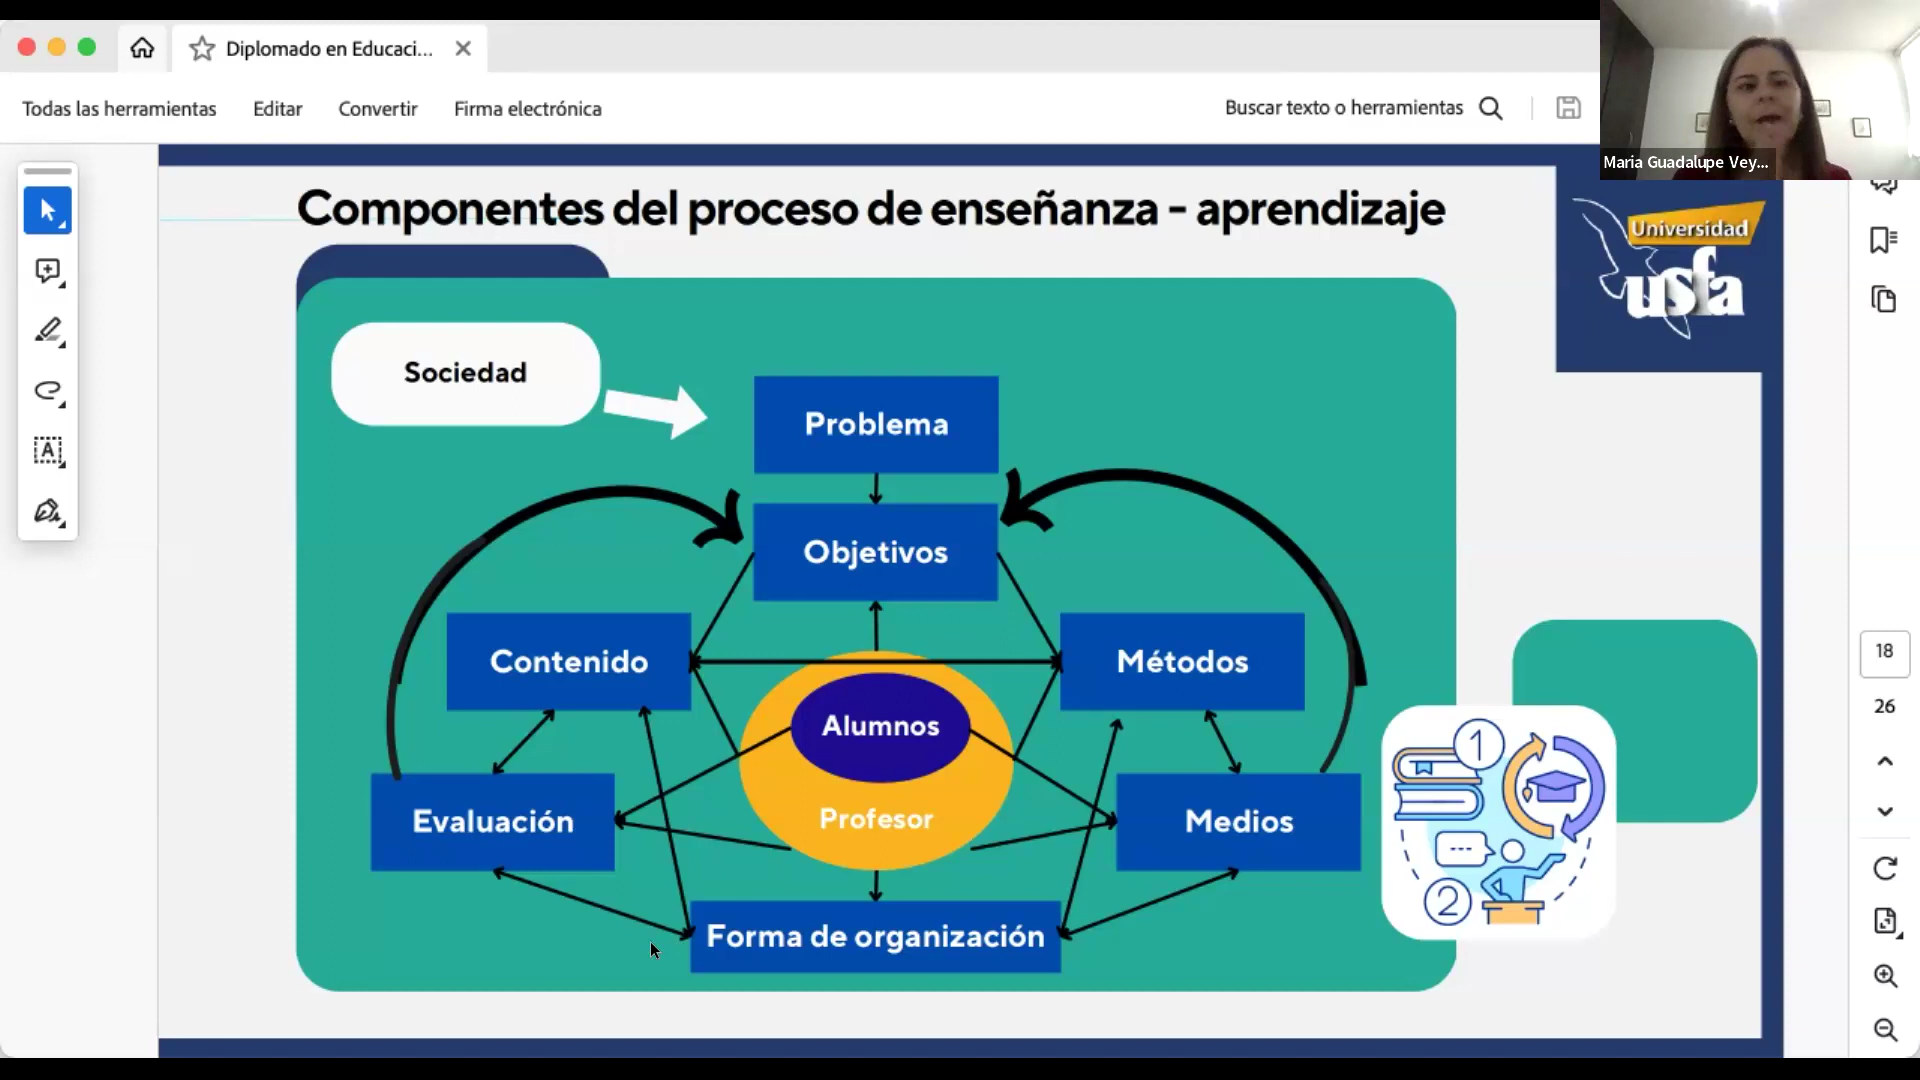 Diplomado en Educaci...
Todas las herramientas
Editar
Convertir
Firma electrónica
Buscar texto o herramientas
Maria Guadalupe Vey...
Componentes del proceso de enseñanza - aprendizaje
Universidad
usfa
Sociedad
Problema
Objetivos
Contenido
Métodos
Alumnos
Evaluación
Profesor
Medios
Forma de organización
1
2
A
18
26